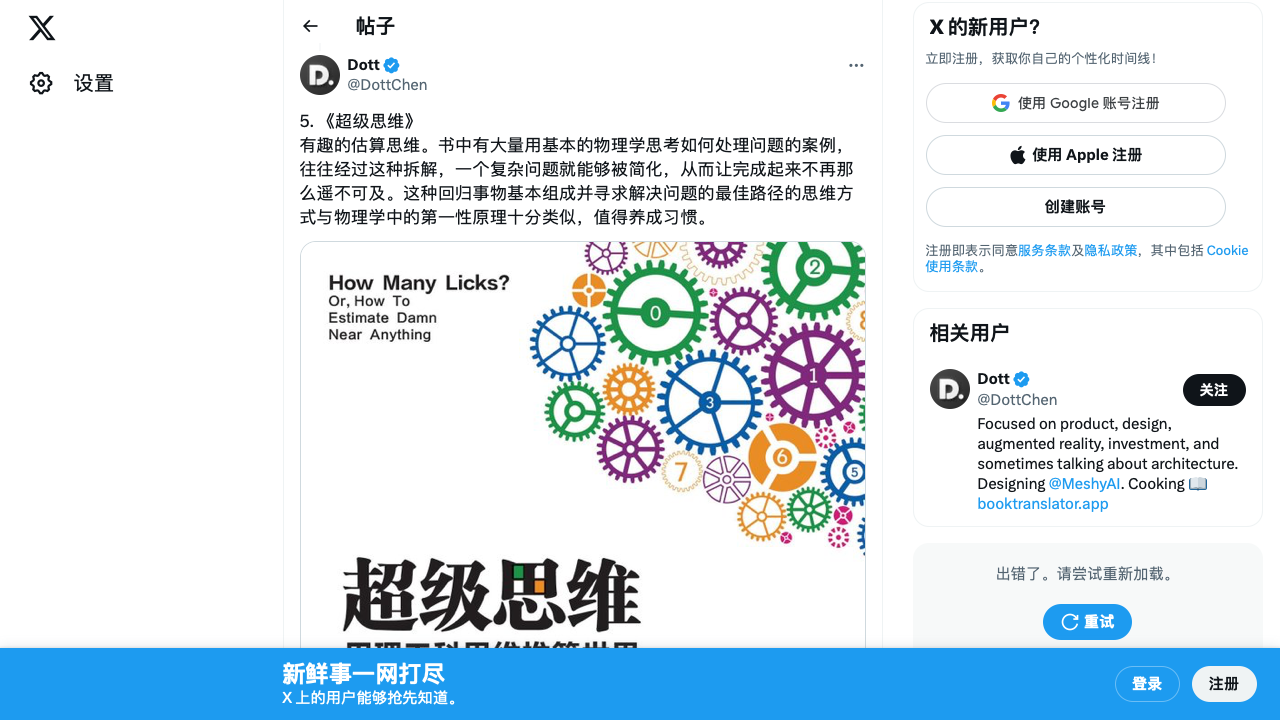 设置
帖子
Dott
@DottChen
5. 《超级思维》
有趣的估算思维。书中有大量用基本的物理学思考如何处理问题的案例，
往往经过这种拆解，一个复杂问题就能够被简化，从而让完成起来不再那
么遥不可及。这种回归事物基本组成并寻求解决问题的最佳路径的思维方
式与物理学中的第一性原理十分类似，值得养成习惯。
How Many Licks?
Or, How To
Estimate Damn
Near Anything
0
2
8
1
3
7
6
5
超级思维
X 的新用户？
立即注册，获取你自己的个性化时间线！
使用 Google 账号注册
使用 Apple 注册
创建账号
注册即表示同意服务条款及隐私政策，其中包括 Cookie
使用条款。
相关用户
Dott
@DottChen
关注
Focused on product, design,
augmented reality, investment, and
sometimes talking about architecture.
Designing @MeshyAI. Cooking 📖
booktranslator.app
出错了。请尝试重新加载。
重试
新鲜事一网打尽
X 上的用户能够抢先知道。
登录
注册